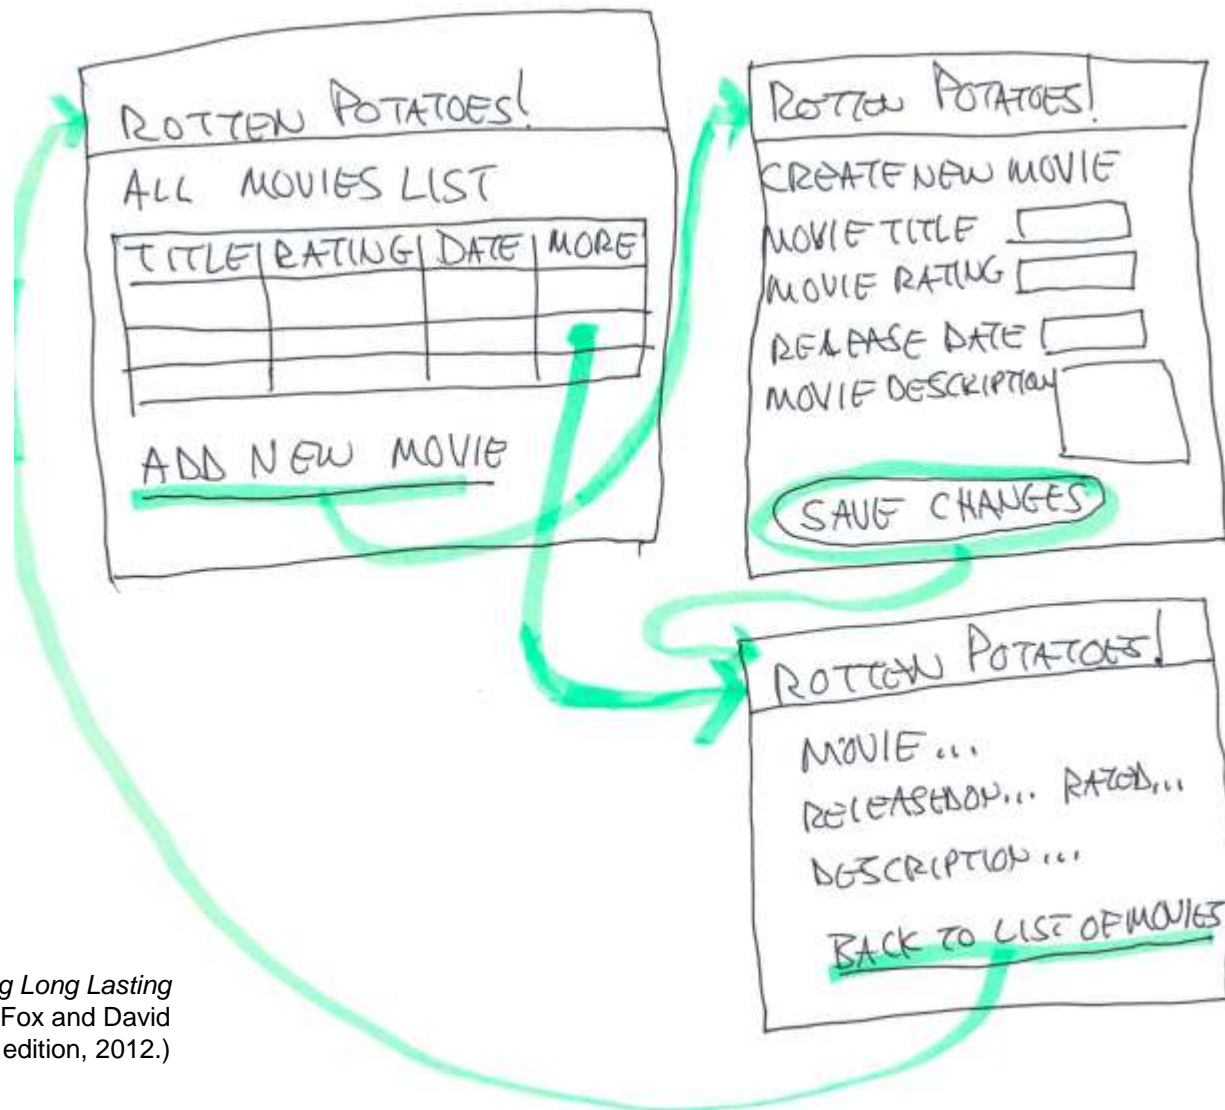 ROTTEN POTATOES!
ALL MOVIES LIST
TITLE RATING DATE MORE
ADD NEW MOVIE
ROTTEN POTATOES!
CREATE NEW MOVIE
MOVIE TITLE
MOVIE RATING
RELEASE DATE
MOVIE DESCRIPTION
SAVE CHANGES
ROTTEN POTATOES!
MOVIE ...
RELEASED ON... RATED...
DESCRIPTION ...
BACK TO LIST OF MOVIES
g Long Lasting
Fox and David
edition, 2012.)